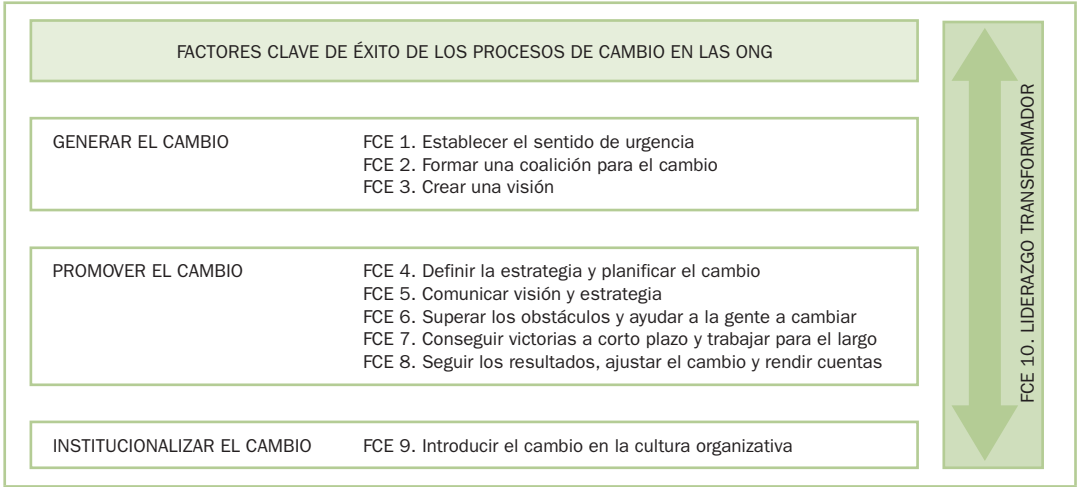 FACTORES CLAVE DE ÉXITO DE LOS PROCESOS DE CAMBIO EN LAS ONG
GENERAR EL CAMBIO
FCE 1. Establecer el sentido de urgencia
FCE 2. Formar una coalición para el cambio
FCE 3. Crear una visión
PROMOVER EL CAMBIO
FCE 4. Definir la estrategia y planificar el cambio
FCE 5. Comunicar visión y estrategia
FCE 6. Superar los obstáculos y ayudar a la gente a cambiar
FCE 7. Conseguir victorias a corto plazo y trabajar para el largo
FCE 8. Seguir los resultados, ajustar el cambio y rendir cuentas
INSTITUCIONALIZAR EL CAMBIO
FCE 9. Introducir el cambio en la cultura organizativa
FCE 10. LIDERAZGO TRANSFORMADOR